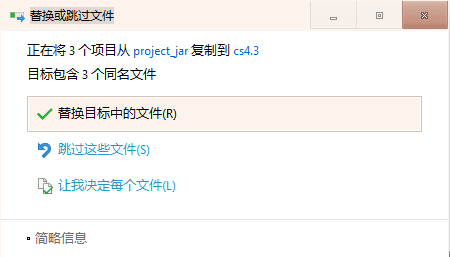 替换或跳过文件
正在将 3 个项目从 project_jar 复制到 cs4.3
目标包含 3 个同名文件
替换目标中的文件(R)
跳过这些文件(S)
让我决定每个文件(L)
简略信息